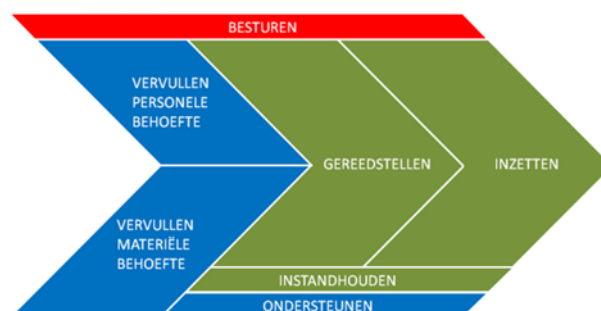 BESTUREN
VERVULLEN
PERSONELE
BEHOEFTE
GEREEDSTELLEN
INZETTEN
VERVULLEN
MATERIËLE
BEHOEFTE
INSTANDHOUDEN
ONDERSTEUNEN